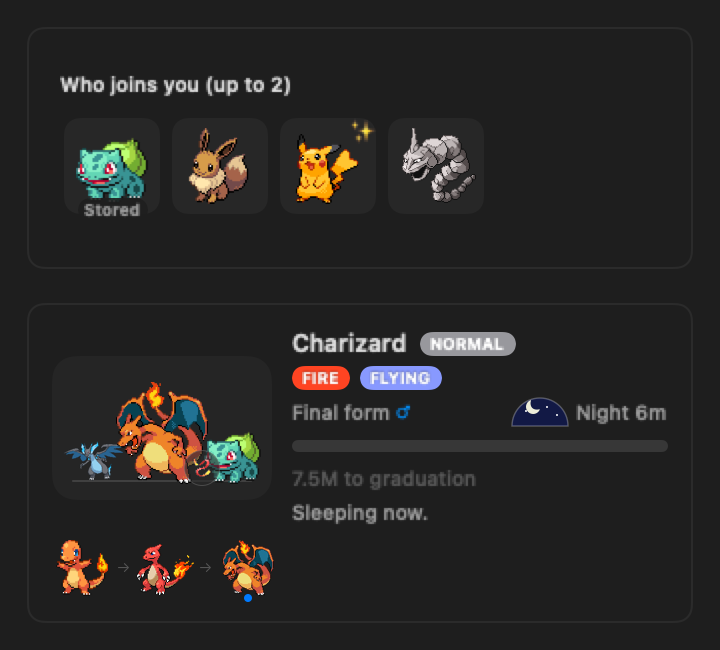 Who joins you (up to 2)
Stored
Charizard NORMAL
FIRE FLYING
Final form ♂ Night 6m
7.5M to graduation
Sleeping now.